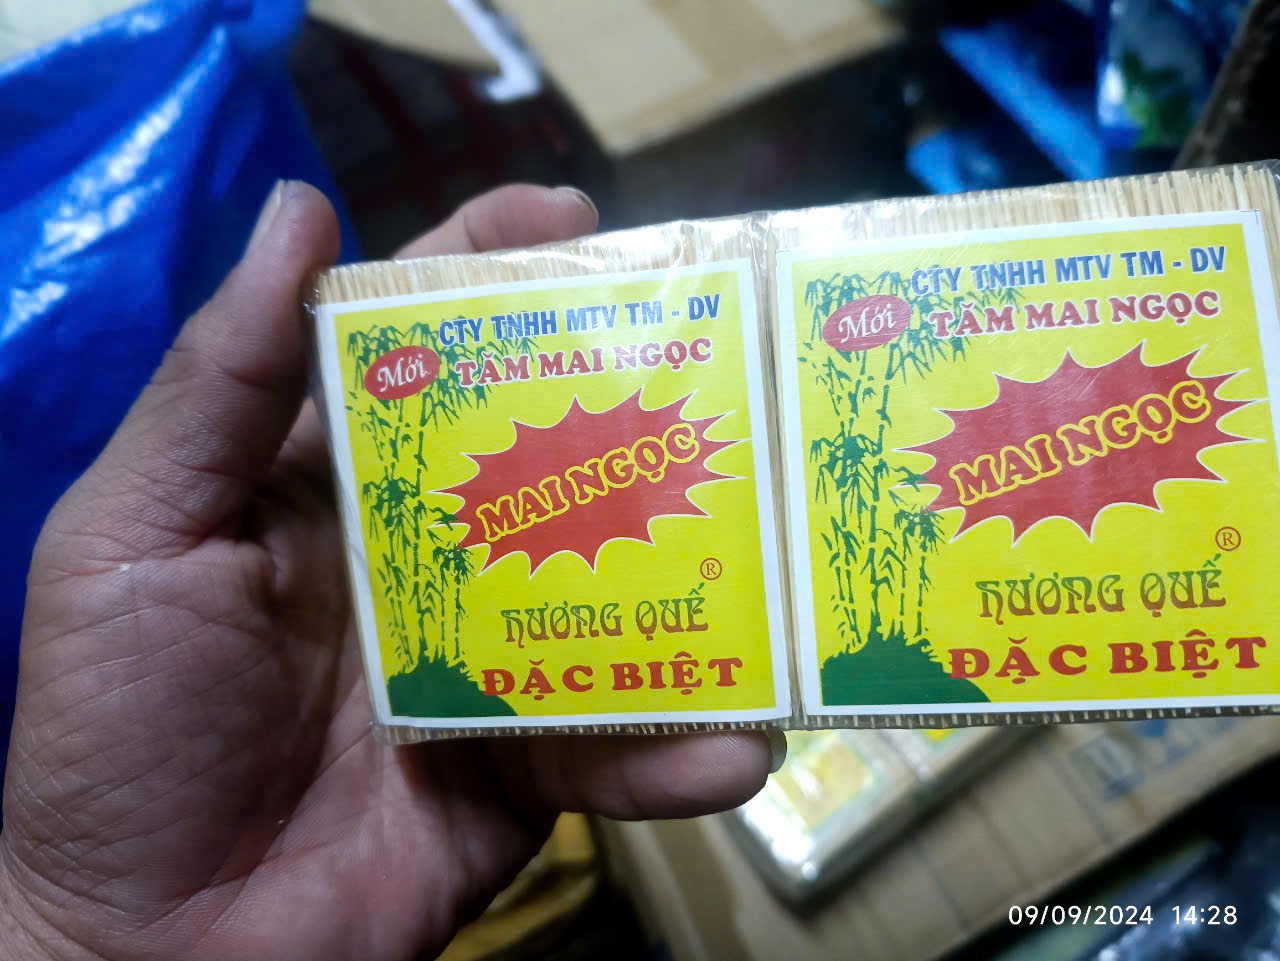 CTY TNHH MTV TM - DV
Mới
TĂM MAI NGỌC
MAI NGỌC
®
HƯƠNG QUẾ
ĐẶC BIỆT
CTY TNHH MTV TM - DV
Mới
TĂM MAI NGỌC
MAI NGỌC
®
HƯƠNG QUẾ
ĐẶC BIỆT
09/09/2024 14:28